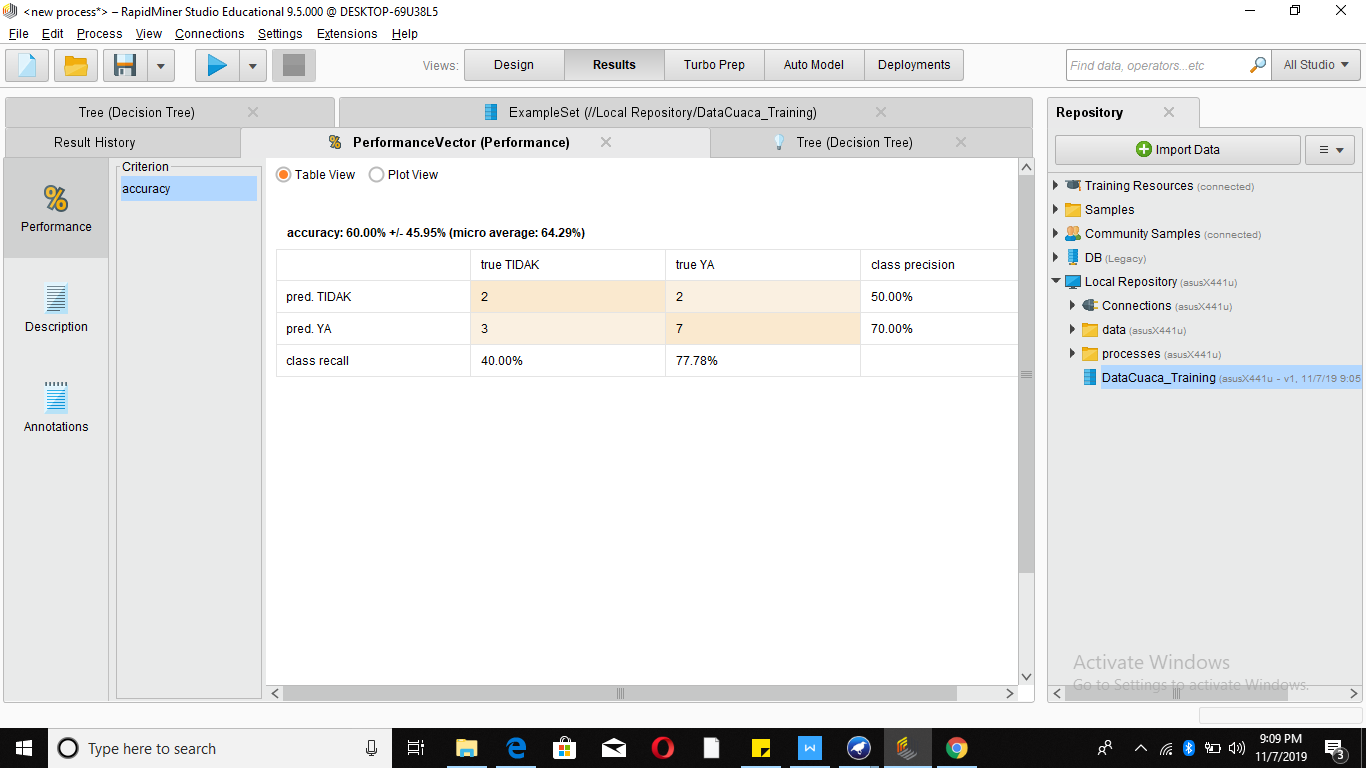 <new process*> – RapidMiner Studio Educational 9.5.000 @ DESKTOP-69U38L5
File Edit Process View Connections Settings Extensions Help
Views: Design Results Turbo Prep Auto Model Deployments Find data, operators...etc All Studio
Tree (Decision Tree) ExampleSet (//Local Repository/DataCuaca_Training)
Result History PerformanceVector (Performance) Tree (Decision Tree)
% Performance
Description
Annotations
Criterion
accuracy
Table View Plot View
accuracy: 60.00% +/- 45.95% (micro average: 64.29%)
true TIDAK true YA class precision
pred. TIDAK 2 2 50.00%
pred. YA 3 7 70.00%
class recall 40.00% 77.78%
Repository
Import Data
Training Resources (connected)
Samples
Community Samples (connected)
DB (Legacy)
Local Repository (asusX441u)
Connections (asusX441u)
data (asusX441u)
processes (asusX441u)
DataCuaca_Training (asusX441u - v1, 11/7/19 9:05
Activate Windows
Go to Settings to activate Windows.
Type here to search
9:09 PM
11/7/2019
3